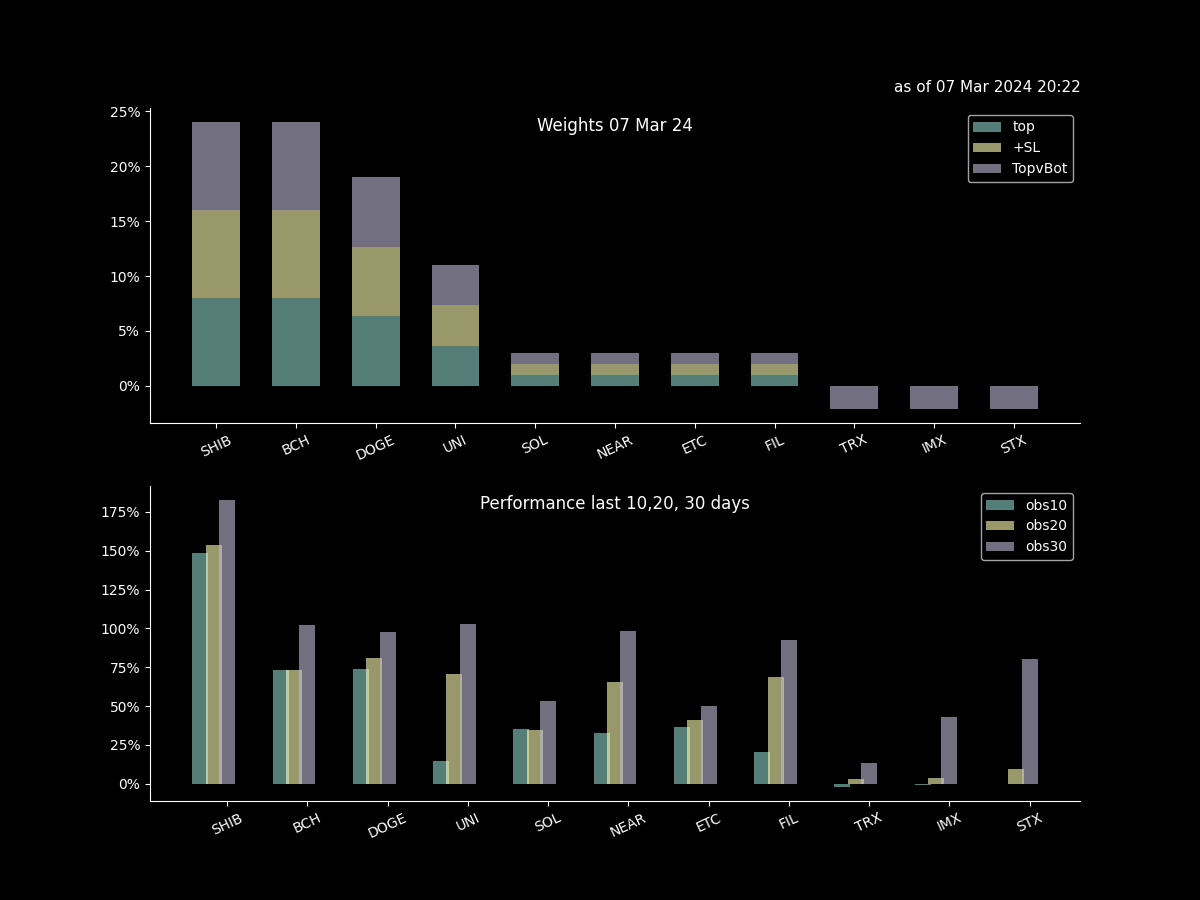 as of 07 Mar 2024 20:22
Weights 07 Mar 24
top
+SL
TopvBot
25%
20%
15%
10%
5%
0%
SHIB BCH DOGE UNI SOL NEAR ETC FIL TRX IMX STX
Performance last 10,20, 30 days
obs10
obs20
obs30
175%
150%
125%
100%
75%
50%
25%
0%
SHIB BCH DOGE UNI SOL NEAR ETC FIL TRX IMX STX